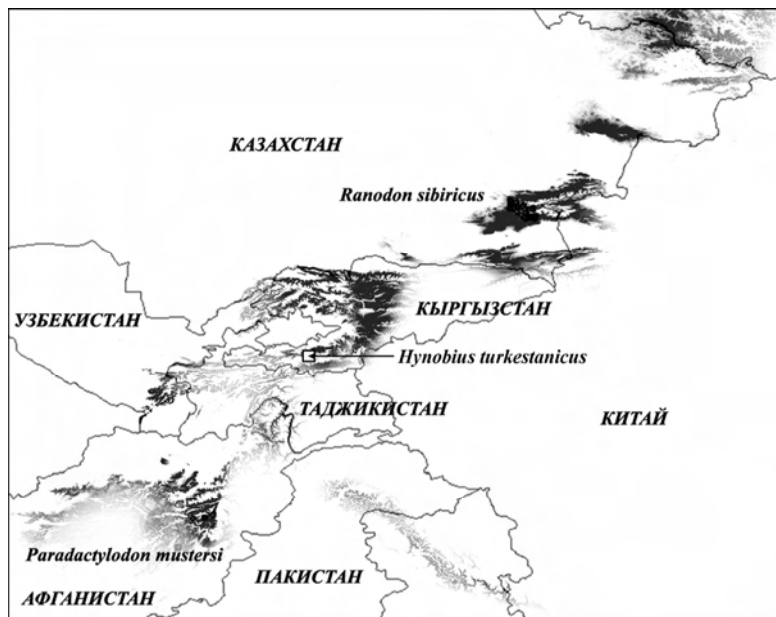 КАЗАХСТАН
Ranodon sibiricus
УЗБЕКИСТАН
КЫРГЫЗСТАН
Hynobius turkestanicus
ТАДЖИКИСТАН
КИТАЙ
Paradactylodon mustersi
ПАКИСТАН
АФГАНИСТАН